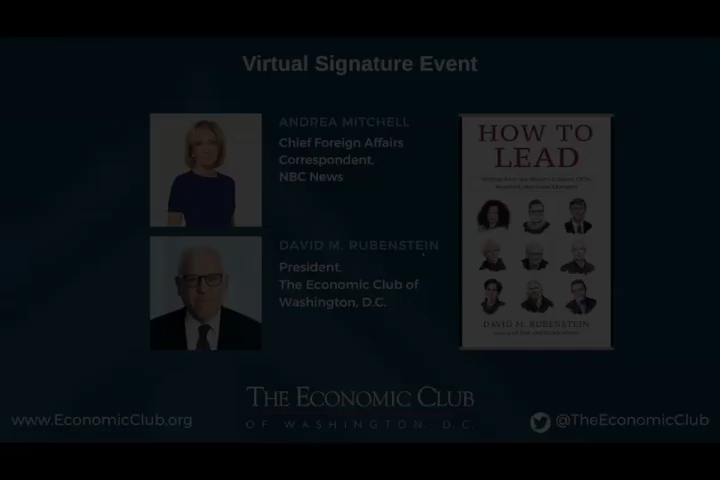 Virtual Signature Event
ANDREA MITCHELL
Chief Foreign Affairs
Correspondent,
NBC News
DAVID M. RUBENSTEIN
President,
The Economic Club of
Washington, D.C.
HOW TO
LEAD
DAVID M. RUBENSTEIN
THE ECONOMIC CLUB
OF WASHINGTON, D.C.
www.EconomicClub.org
@TheEconomicClub